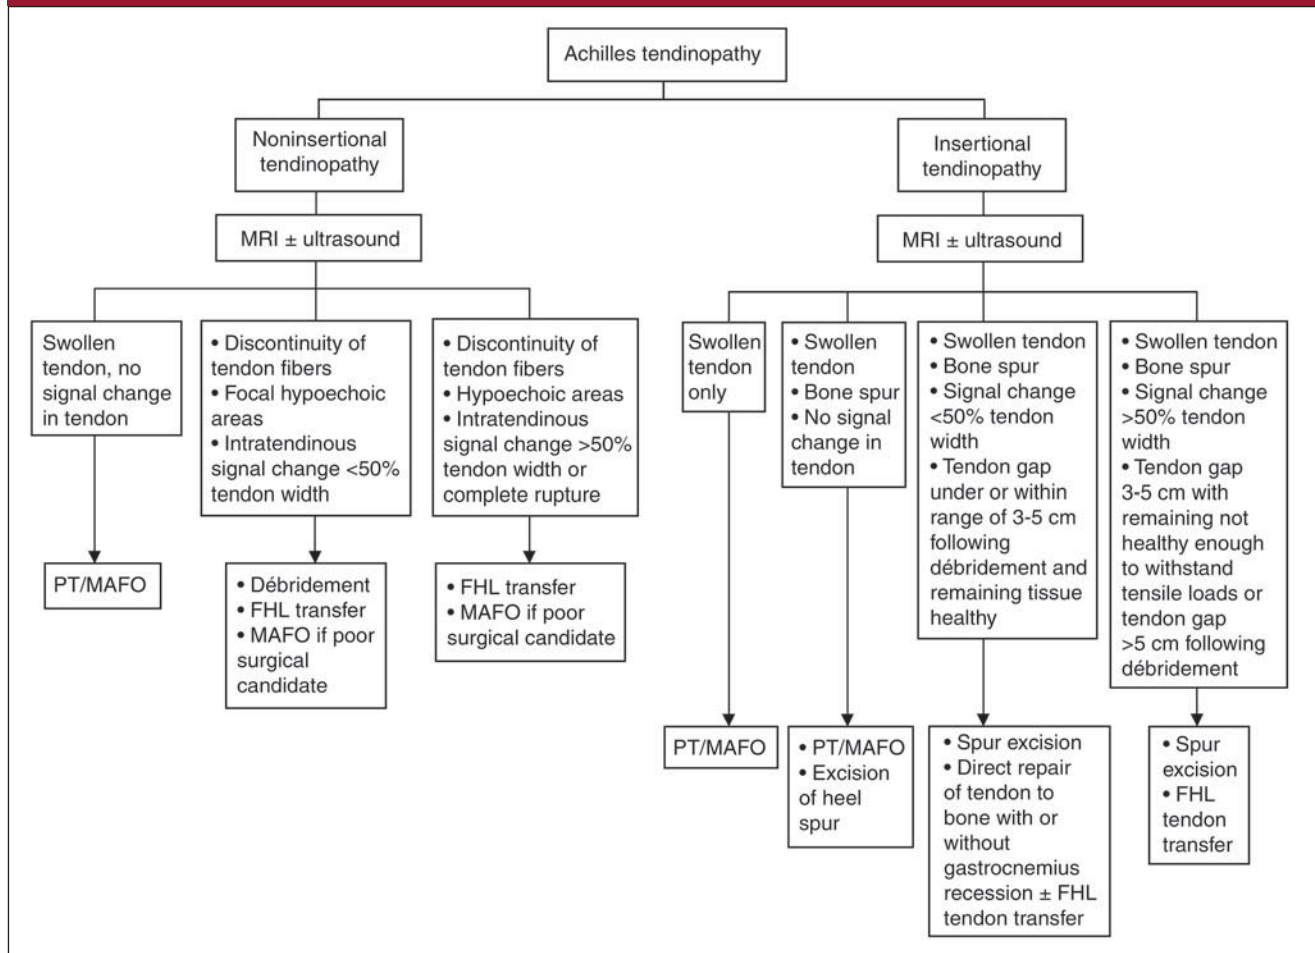 Achilles tendinopathy
Noninsertional
tendinopathy
Insertional
tendinopathy
MRI ± ultrasound
MRI ± ultrasound
Swollen
tendon, no
signal change
in tendon
• Discontinuity of
tendon fibers
• Focal hypoechoic
areas
• Intratendinous
signal change <50%
tendon width
• Discontinuity of
tendon fibers
• Hypoechoic areas
• Intratendinous
signal change >50%
tendon width or
complete rupture
Swollen
tendon
only
• Swollen
tendon
• Bone spur
• No signal
change in
tendon
• Swollen tendon
• Bone spur
• Signal change
<50% tendon
width
• Tendon gap
under or within
range of 3-5 cm
following
débridement and
remaining tissue
healthy
• Swollen tendon
• Bone spur
• Signal change
>50% tendon
width
• Tendon gap
3-5 cm with
remaining not
healthy enough
to withstand
tensile loads or
tendon gap
>5 cm following
débridement
PT/MAFO
• Débridement
• FHL transfer
• MAFO if poor
surgical
candidate
• FHL transfer
• MAFO if poor
surgical candidate
PT/MAFO
• PT/MAFO
• Excision
of heel
spur
• Spur excision
• Direct repair
of tendon to
bone with or
without
gastrocnemius
recession ± FHL
tendon transfer
• Spur
excision
• FHL
tendon
transfer